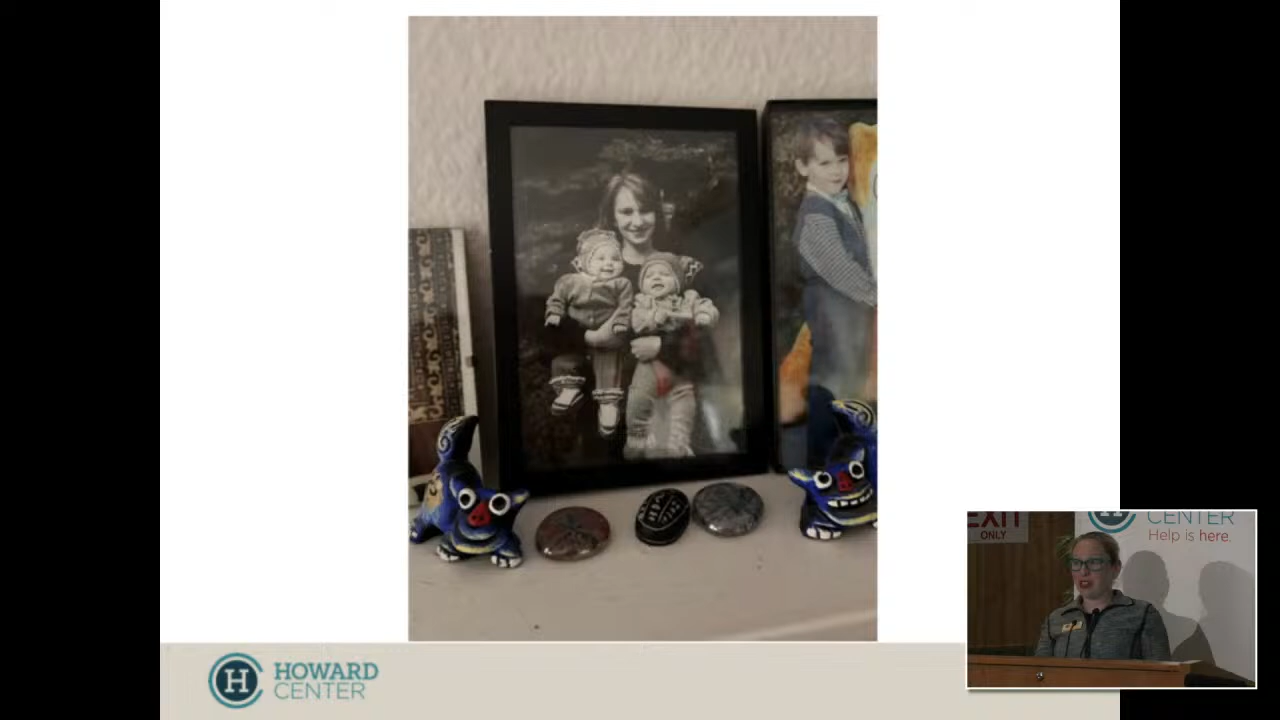 HOWARD
CENTER
EXIT
ONLY
CENTER
Help is here.